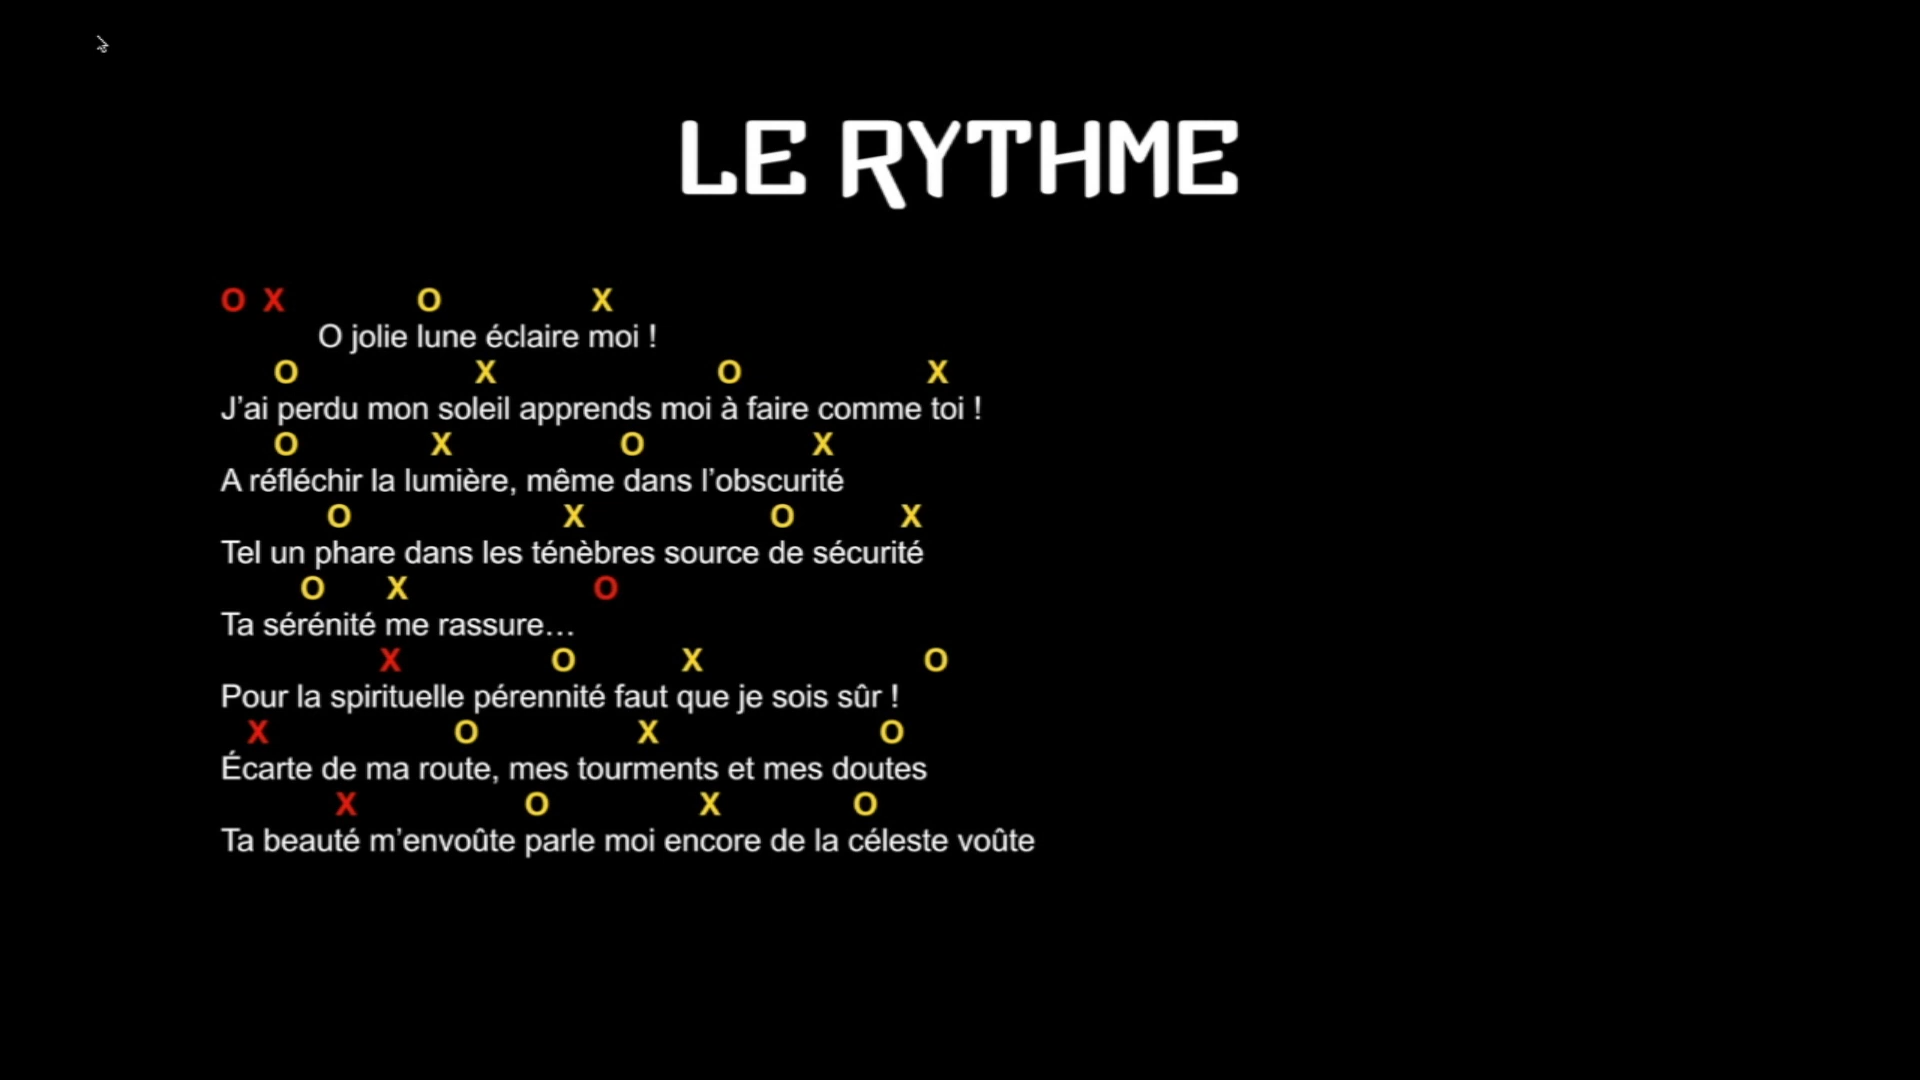 LE RYTHME
O X O X
O jolie lune éclaire moi !
O X O X
J’ai perdu mon soleil apprends moi à faire comme toi !
O X O X
A réfléchir la lumière, même dans l’obscurité
O X O X
Tel un phare dans les ténèbres source de sécurité
O X O
Ta sérénité me rassure…
X O X O
Pour la spirituelle pérennité faut que je sois sûr !
X O X O
Écarte de ma route, mes tourments et mes doutes
X O X O
Ta beauté m’envoûte parle moi encore de la céleste voûte